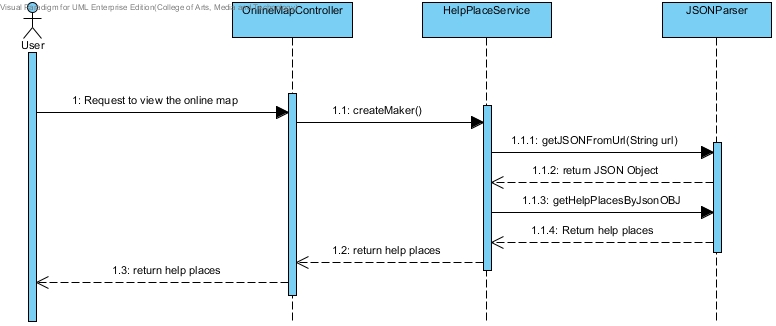 Visual Paradigm for UML Enterprise Edition(College of Arts, Media and
OnlineMapController
HelpPlaceService
JSONParser
User
1: Request to view the online map
1.1: createMaker()
1.1.1: getJSONFromUrl(String url)
1.1.2: return JSON Object
1.1.3: getHelpPlacesByJsonOBJ
1.1.4: Return help places
1.2: return help places
1.3: return help places